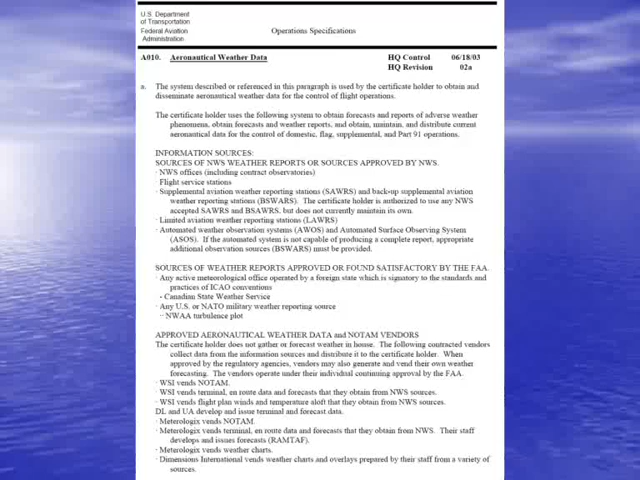 U.S. Department
of Transportation
Federal Aviation
Administration
Operations Specifications
A010. Aeronautical Weather Data
HQ Control 06/18/03
HQ Revision 02a
a. The system described or referenced in this paragraph is used by the certificate holder to obtain and
disseminate aeronautical weather data for the control of flight operations.
The certificate holder uses the following system to obtain forecasts and reports of adverse weather
phenomena, obtain forecasts and weather reports, and obtain, maintain, and distribute current
aeronautical data for the control of domestic, flag, supplemental, and Part 91 operations.
INFORMATION SOURCES:
SOURCES OF NWS WEATHER REPORTS OR SOURCES APPROVED BY NWS.
· NWS offices (including contract observatories)
· Flight service stations
· Supplemental aviation weather reporting stations (SAWRS) and back-up supplemental aviation
weather reporting stations (BSWARS). The certificate holder is authorized to use any NWS
accepted SAWRS and BSAWRS, but does not currently maintain its own.
· Limited aviation weather reporting stations (LAWRS)
· Automated weather observation systems (AWOS) and Automated Surface Observing System
(ASOS). If the automated system is not capable of producing a complete report, appropriate
additional observation sources (BSWARS) must be provided.
SOURCES OF WEATHER REPORTS APPROVED OR FOUND SATISFACTORY BY THE FAA.
· Any active meteorological office operated by a foreign state which is signatory to the standards and
practices of ICAO conventions
- Canadian State Weather Service
· Any U.S. or NATO military weather reporting source
· NWAA turbulence plot
APPROVED AERONAUTICAL WEATHER DATA and NOTAM VENDORS
The certificate holder does not gather or forecast weather in house. The following contracted vendors
collect data from the information sources and distribute it to the certificate holder. When
approved by the regulatory agencies, vendors may also generate and vend their own weather
forecasting. The vendors operate under their individual continuing approval by the FAA.
· WSI vends NOTAM.
· WSI vends terminal, en route data and forecasts that they obtain from NWS sources.
· WSI vends flight plan winds and temperature aloft that they obtain from NWS sources.
DL and UA develop and issue terminal and forecast data.
· Meterologix vends NOTAM.
· Meterologix vends terminal, en route data and forecasts that they obtain from NWS. Their staff
develops and issues forecasts (RAMTAF).
· Meterologix vends weather charts.
· Dimensions International vends weather charts and overlays prepared by their staff from a variety of
sources.